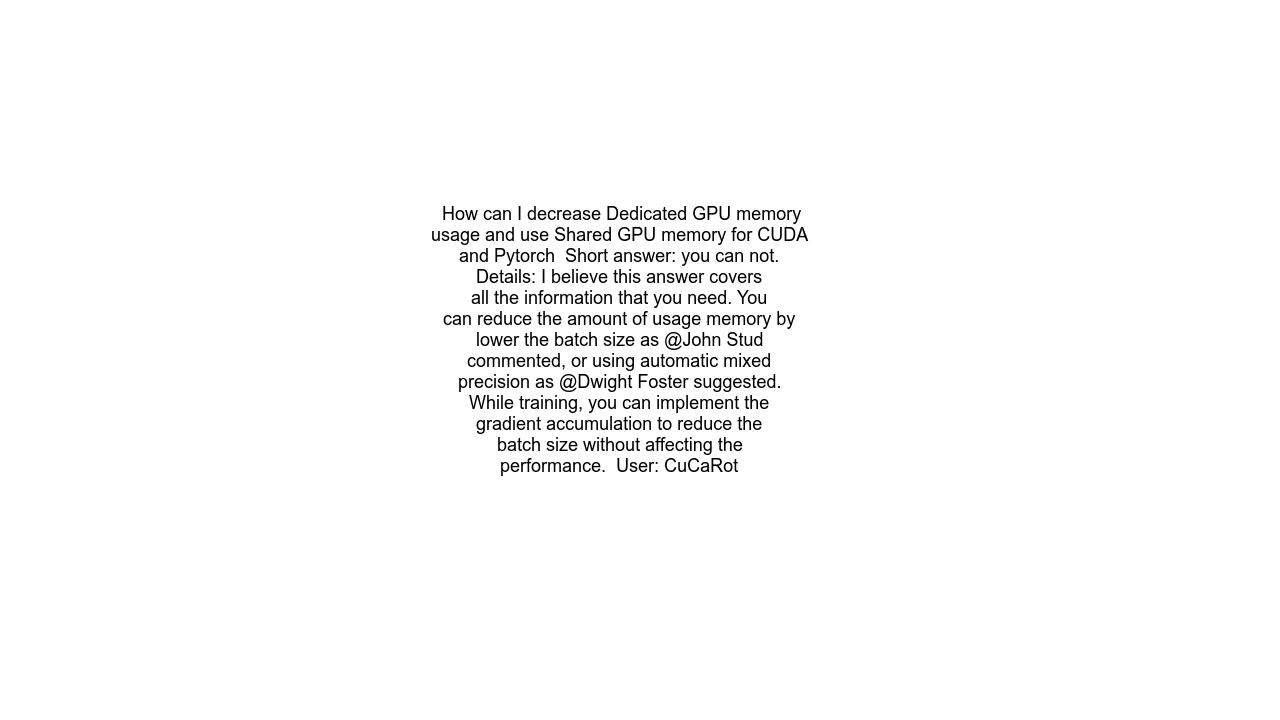 How can I decrease Dedicated GPU memory
usage and use Shared GPU memory for CUDA
and Pytorch  Short answer: you can not.
Details: I believe this answer covers
all the information that you need. You
can reduce the amount of usage memory by
lower the batch size as @John Stud
commented, or using automatic mixed
precision as @Dwight Foster suggested.
While training, you can implement the
gradient accumulation to reduce the
batch size without affecting the
performance.  User: CuCaRot